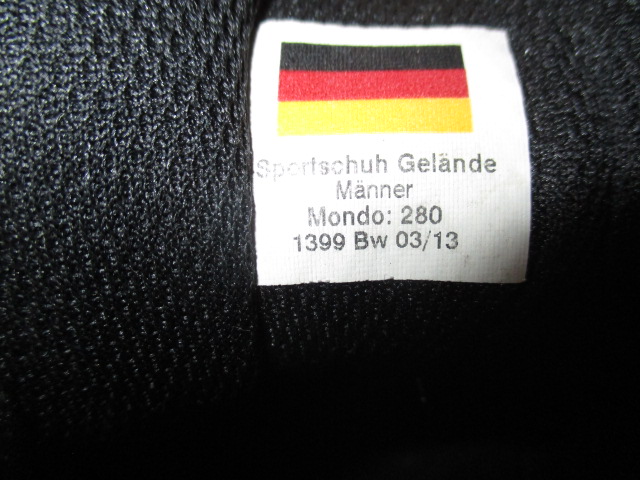 Sportschuh Gelände
Männer
Mondo: 280
1399 Bw 03/13